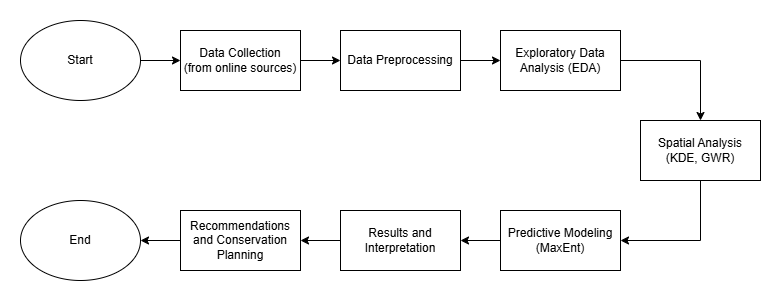 Start
Data Collection
(from online sources)
Data Preprocessing
Exploratory Data
Analysis (EDA)
Spatial Analysis
(KDE, GWR)
Predictive Modeling
(MaxEnt)
Results and
Interpretation
Recommendations
and Conservation
Planning
End